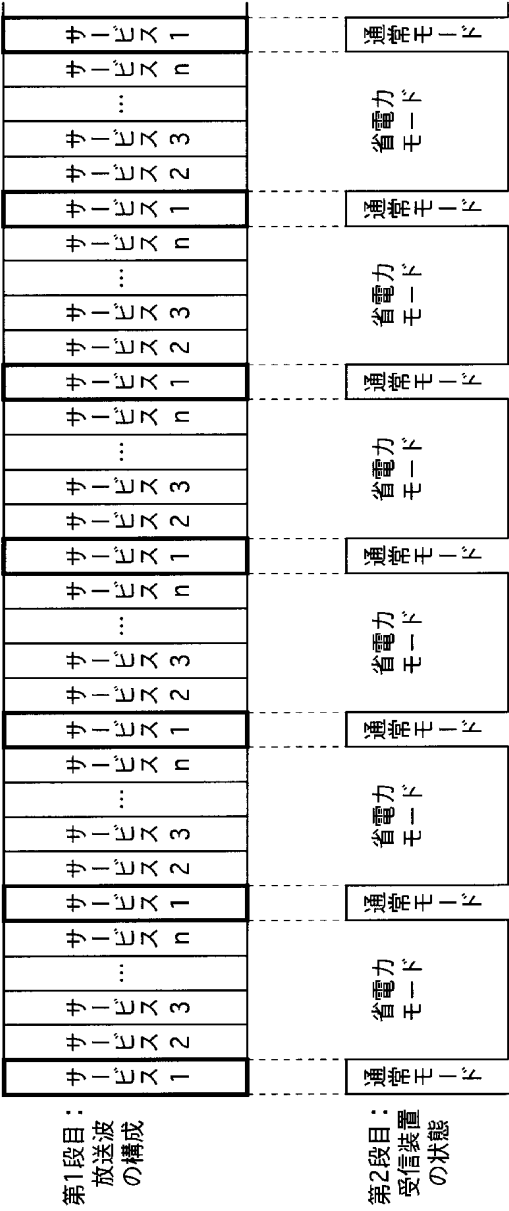 第1段目：
放送波
の構成
サービス1
サービス2
サービス3
…
サービスn
サービス1
サービス2
サービス3
…
サービスn
サービス1
サービス2
サービス3
…
サービスn
サービス1
サービス2
サービス3
…
サービスn
サービス1
サービス2
サービス3
…
サービスn
サービス1
サービス2
サービス3
…
サービスn
サービス1
第2段目：
受信装置
の状態
通常モード
省電力
モード
通常モード
省電力
モード
通常モード
省電力
モード
通常モード
省電力
モード
通常モード
省電力
モード
通常モード
省電力
モード
通常モード